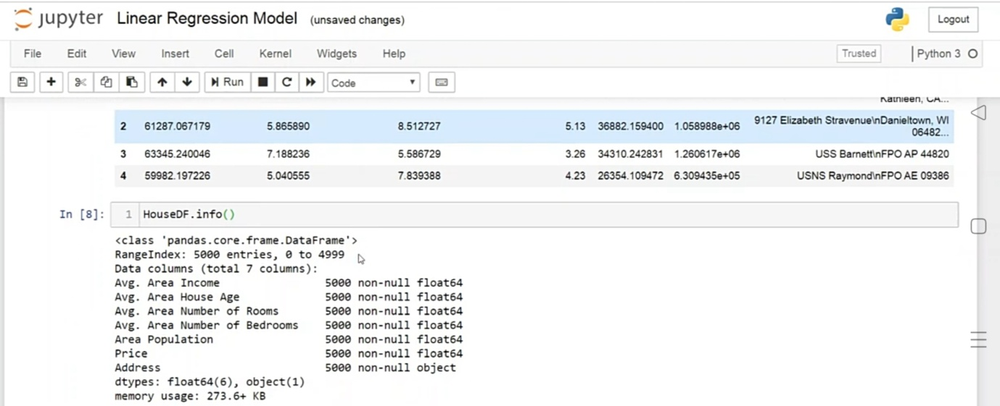 jupyter Linear Regression Model (unsaved changes) Logout
File Edit View Insert Cell Kernel Widgets Help Trusted Python 3
Run Code
Kathleen, CA...
2 61287.067179 5.865890 8.512727 5.13 36882.159400 1.058988e+06 9127 Elizabeth Stravenue\nDanieltown, WI
06482...
3 63345.240046 7.188236 5.586729 3.26 34310.242831 1.260617e+06 USS Barnett\nFPO AP 44820
4 59982.197226 5.040555 7.839388 4.23 26354.109472 6.309435e+05 USNS Raymond\nFPO AE 09386
In [8]: 1 HouseDF.info()
<class 'pandas.core.frame.DataFrame'>
RangeIndex: 5000 entries, 0 to 4999
Data columns (total 7 columns):
Avg. Area Income 5000 non-null float64
Avg. Area House Age 5000 non-null float64
Avg. Area Number of Rooms 5000 non-null float64
Avg. Area Number of Bedrooms 5000 non-null float64
Area Population 5000 non-null float64
Price 5000 non-null float64
Address 5000 non-null object
dtypes: float64(6), object(1)
memory usage: 273.6+ KB